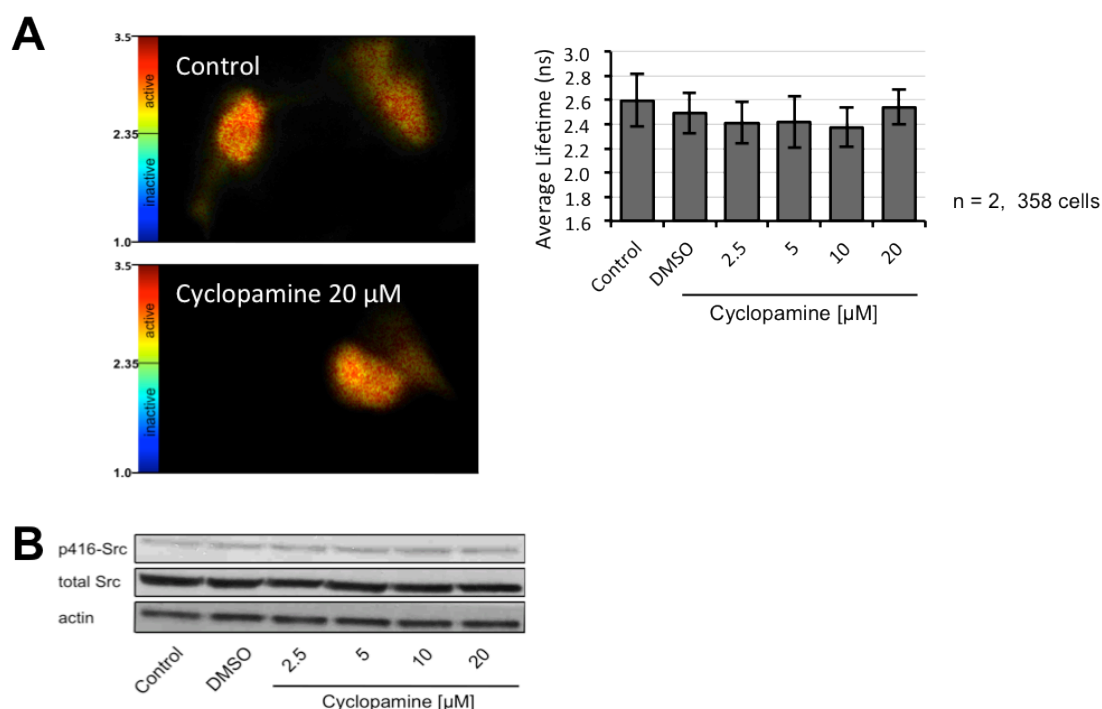 A
3.5
active
2.35
inactive
1.0
Control
3.5
active
2.35
inactive
1.0
Cyclopamine 20 µM
Average Lifetime (ns)
3.0
2.8
2.6
2.4
2.2
2.0
1.8
1.6
Control
DMSO
2.5
5
10
20
Cyclopamine [µM]
n = 2, 358 cells
B
p416-Src
total Src
actin
Control
DMSO
2.5
5
10
20
Cyclopamine [µM]